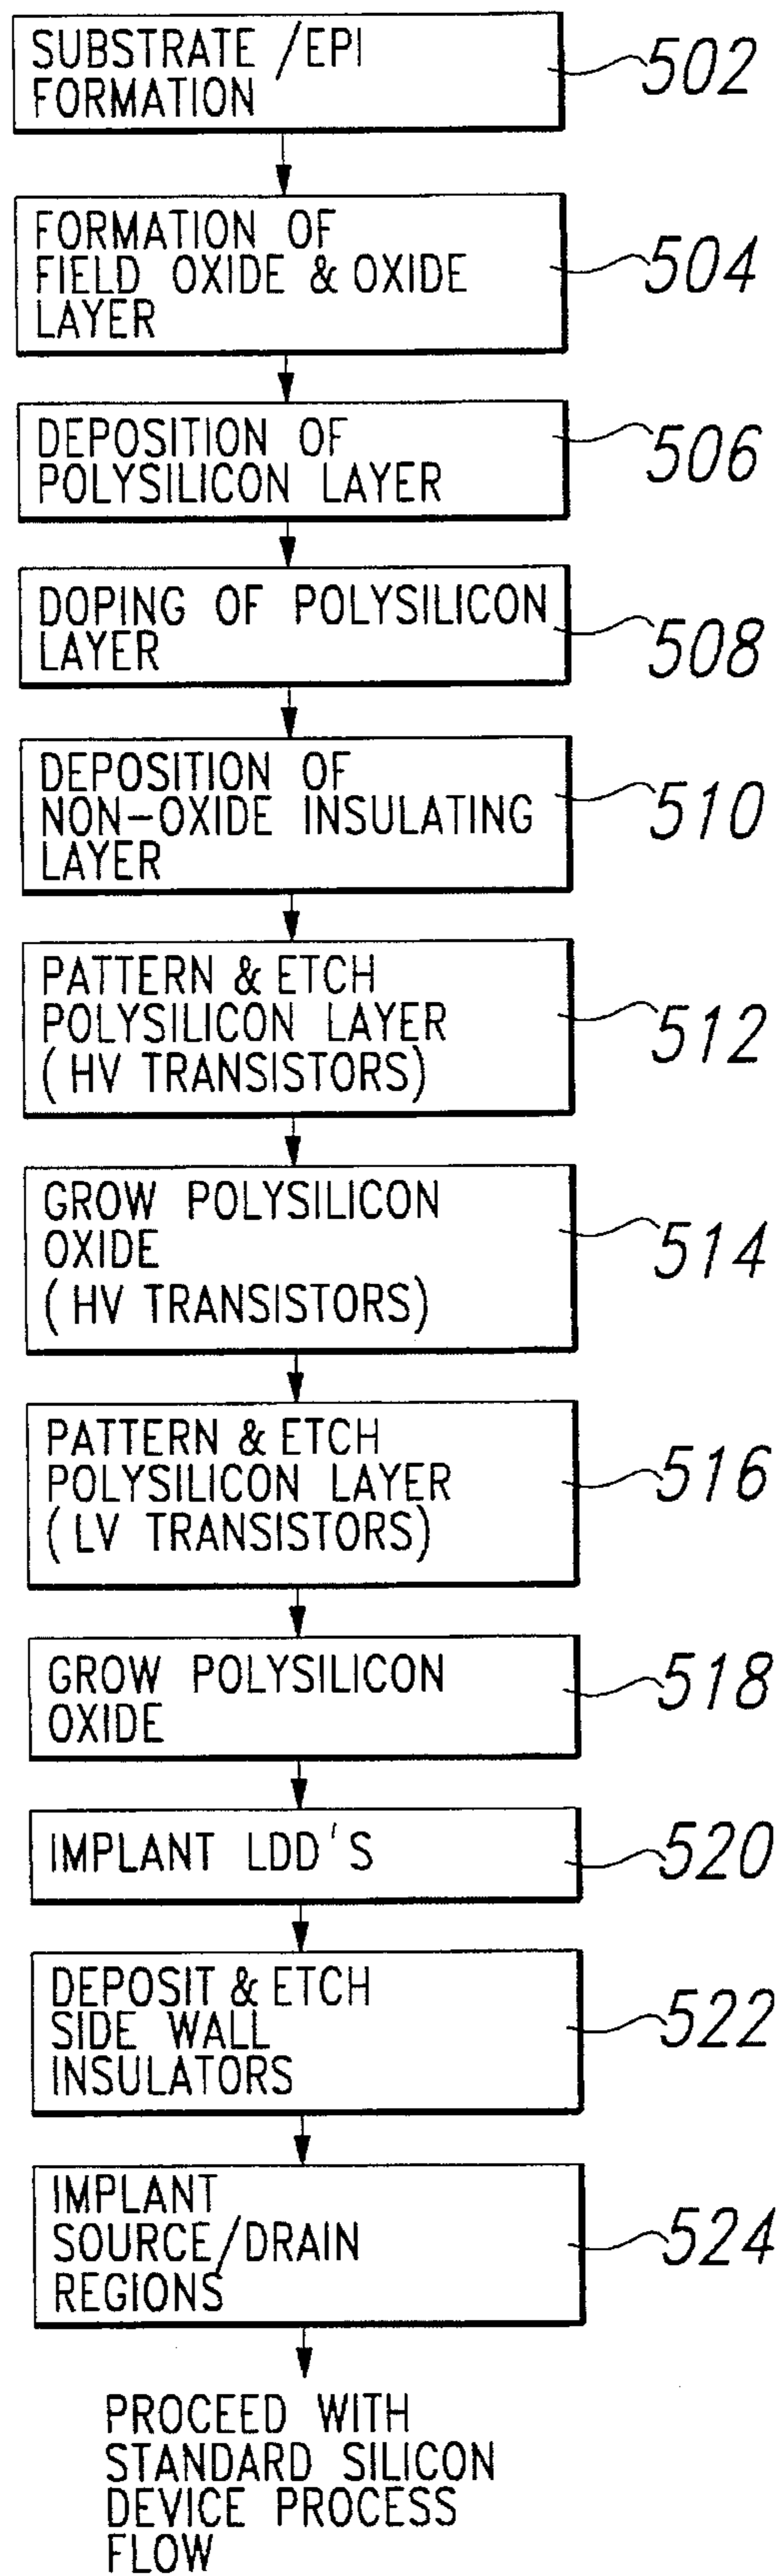 SUBSTRATE /EPI
FORMATION
502
FORMATION OF
FIELD OXIDE & OXIDE
LAYER
504
DEPOSITION OF
POLYSILICON LAYER
506
DOPING OF POLYSILICON
LAYER
508
DEPOSITION OF
NON-OXIDE INSULATING
LAYER
510
PATTERN & ETCH
POLYSILICON LAYER
(HV TRANSISTORS)
512
GROW POLYSILICON
OXIDE
(HV TRANSISTORS)
514
PATTERN & ETCH
POLYSILICON LAYER
(LV TRANSISTORS)
516
GROW POLYSILICON
OXIDE
518
IMPLANT LDD'S
520
DEPOSIT & ETCH
SIDE WALL
INSULATORS
522
IMPLANT
SOURCE/DRAIN
REGIONS
524
PROCEED WITH
STANDARD SILICON
DEVICE PROCESS
FLOW